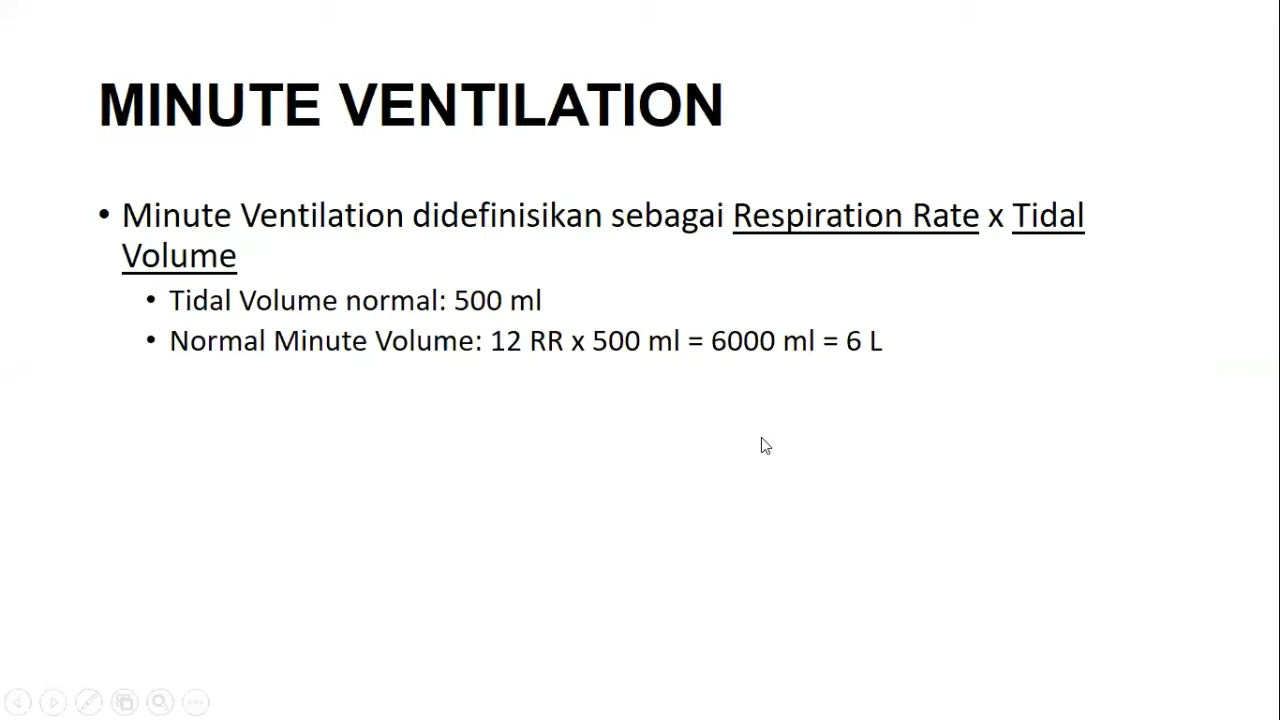 MINUTE VENTILATION
• Minute Ventilation didefinisikan sebagai Respiration Rate x Tidal
Volume
• Tidal Volume normal: 500 ml
• Normal Minute Volume: 12 RR x 500 ml = 6000 ml = 6 L